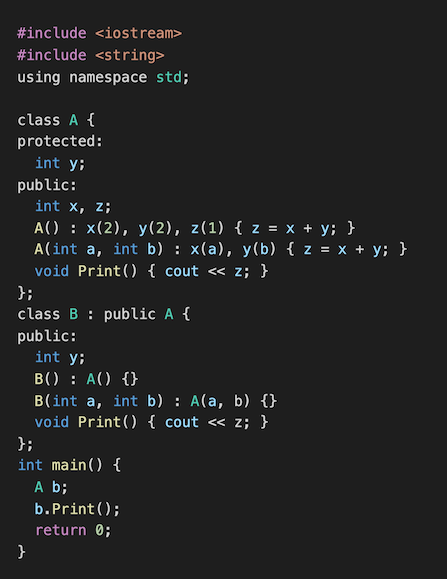 #include <iostream>
#include <string>
using namespace std;

class A {
protected:
  int y;
public:
  int x, z;
  A() : x(2), y(2), z(1) { z = x + y; }
  A(int a, int b) : x(a), y(b) { z = x + y; }
  void Print() { cout << z; }
};
class B : public A {
public:
  int y;
  B() : A() {}
  B(int a, int b) : A(a, b) {}
  void Print() { cout << z; }
};
int main() {
  A b;
  b.Print();
  return 0;
}